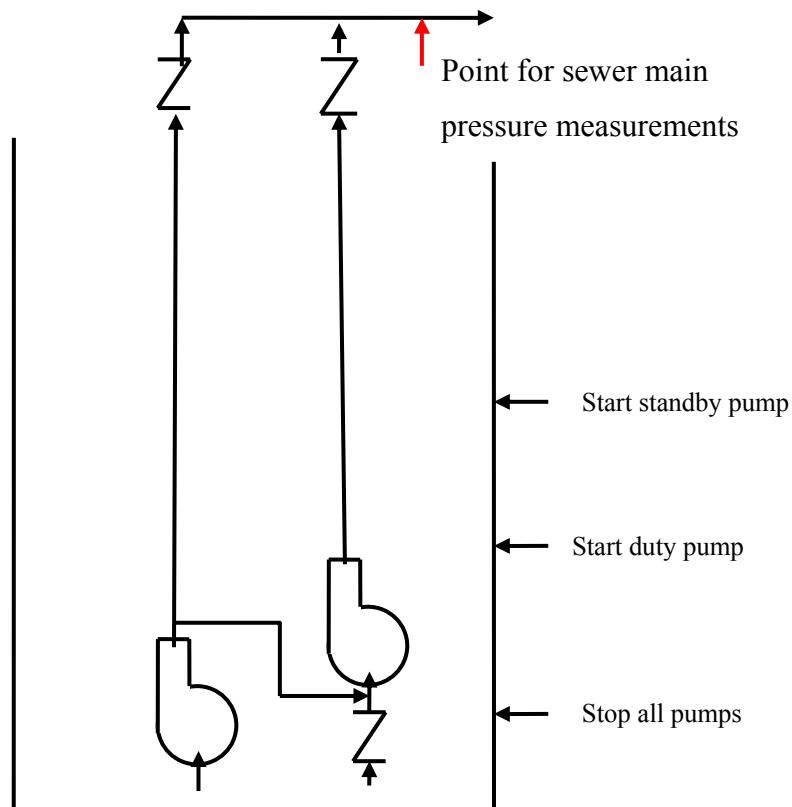 Point for sewer main
pressure measurements
Start standby pump
Start duty pump
Stop all pumps